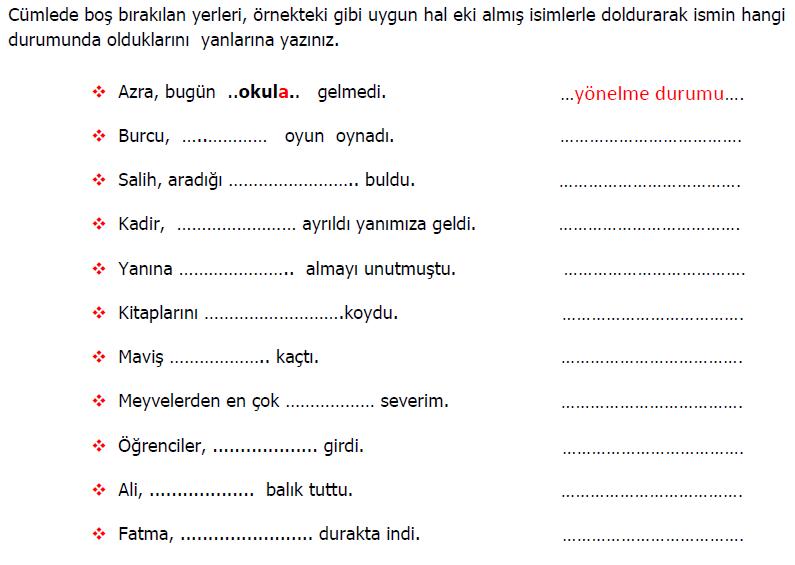 Cümlede boş bırakılan yerleri, örnekteki gibi uygun hal eki almış isimlerle doldurarak ismin hangi
durumunda olduklarını yanlarına yazınız.
❖ Azra, bugün ..okula.. gelmedi. …yönelme durumu….
❖ Burcu, …..………… oyun oynadı. ……………………………….
❖ Salih, aradığı …………………….. buldu. ……………………………….
❖ Kadir, …………………… ayrıldı yanımıza geldi. ……………………………….
❖ Yanına ………………….. almayı unutmuştu. ……………………………….
❖ Kitaplarını ……………………….koydu. ……………………………….
❖ Maviş ……………….. kaçtı. ……………………………….
❖ Meyvelerden en çok ……………… severim. ……………………………….
❖ Öğrenciler, ................... girdi. ……………………………….
❖ Ali, ................... balık tuttu. ……………………………….
❖ Fatma, ........................ durakta indi. ……………………………….